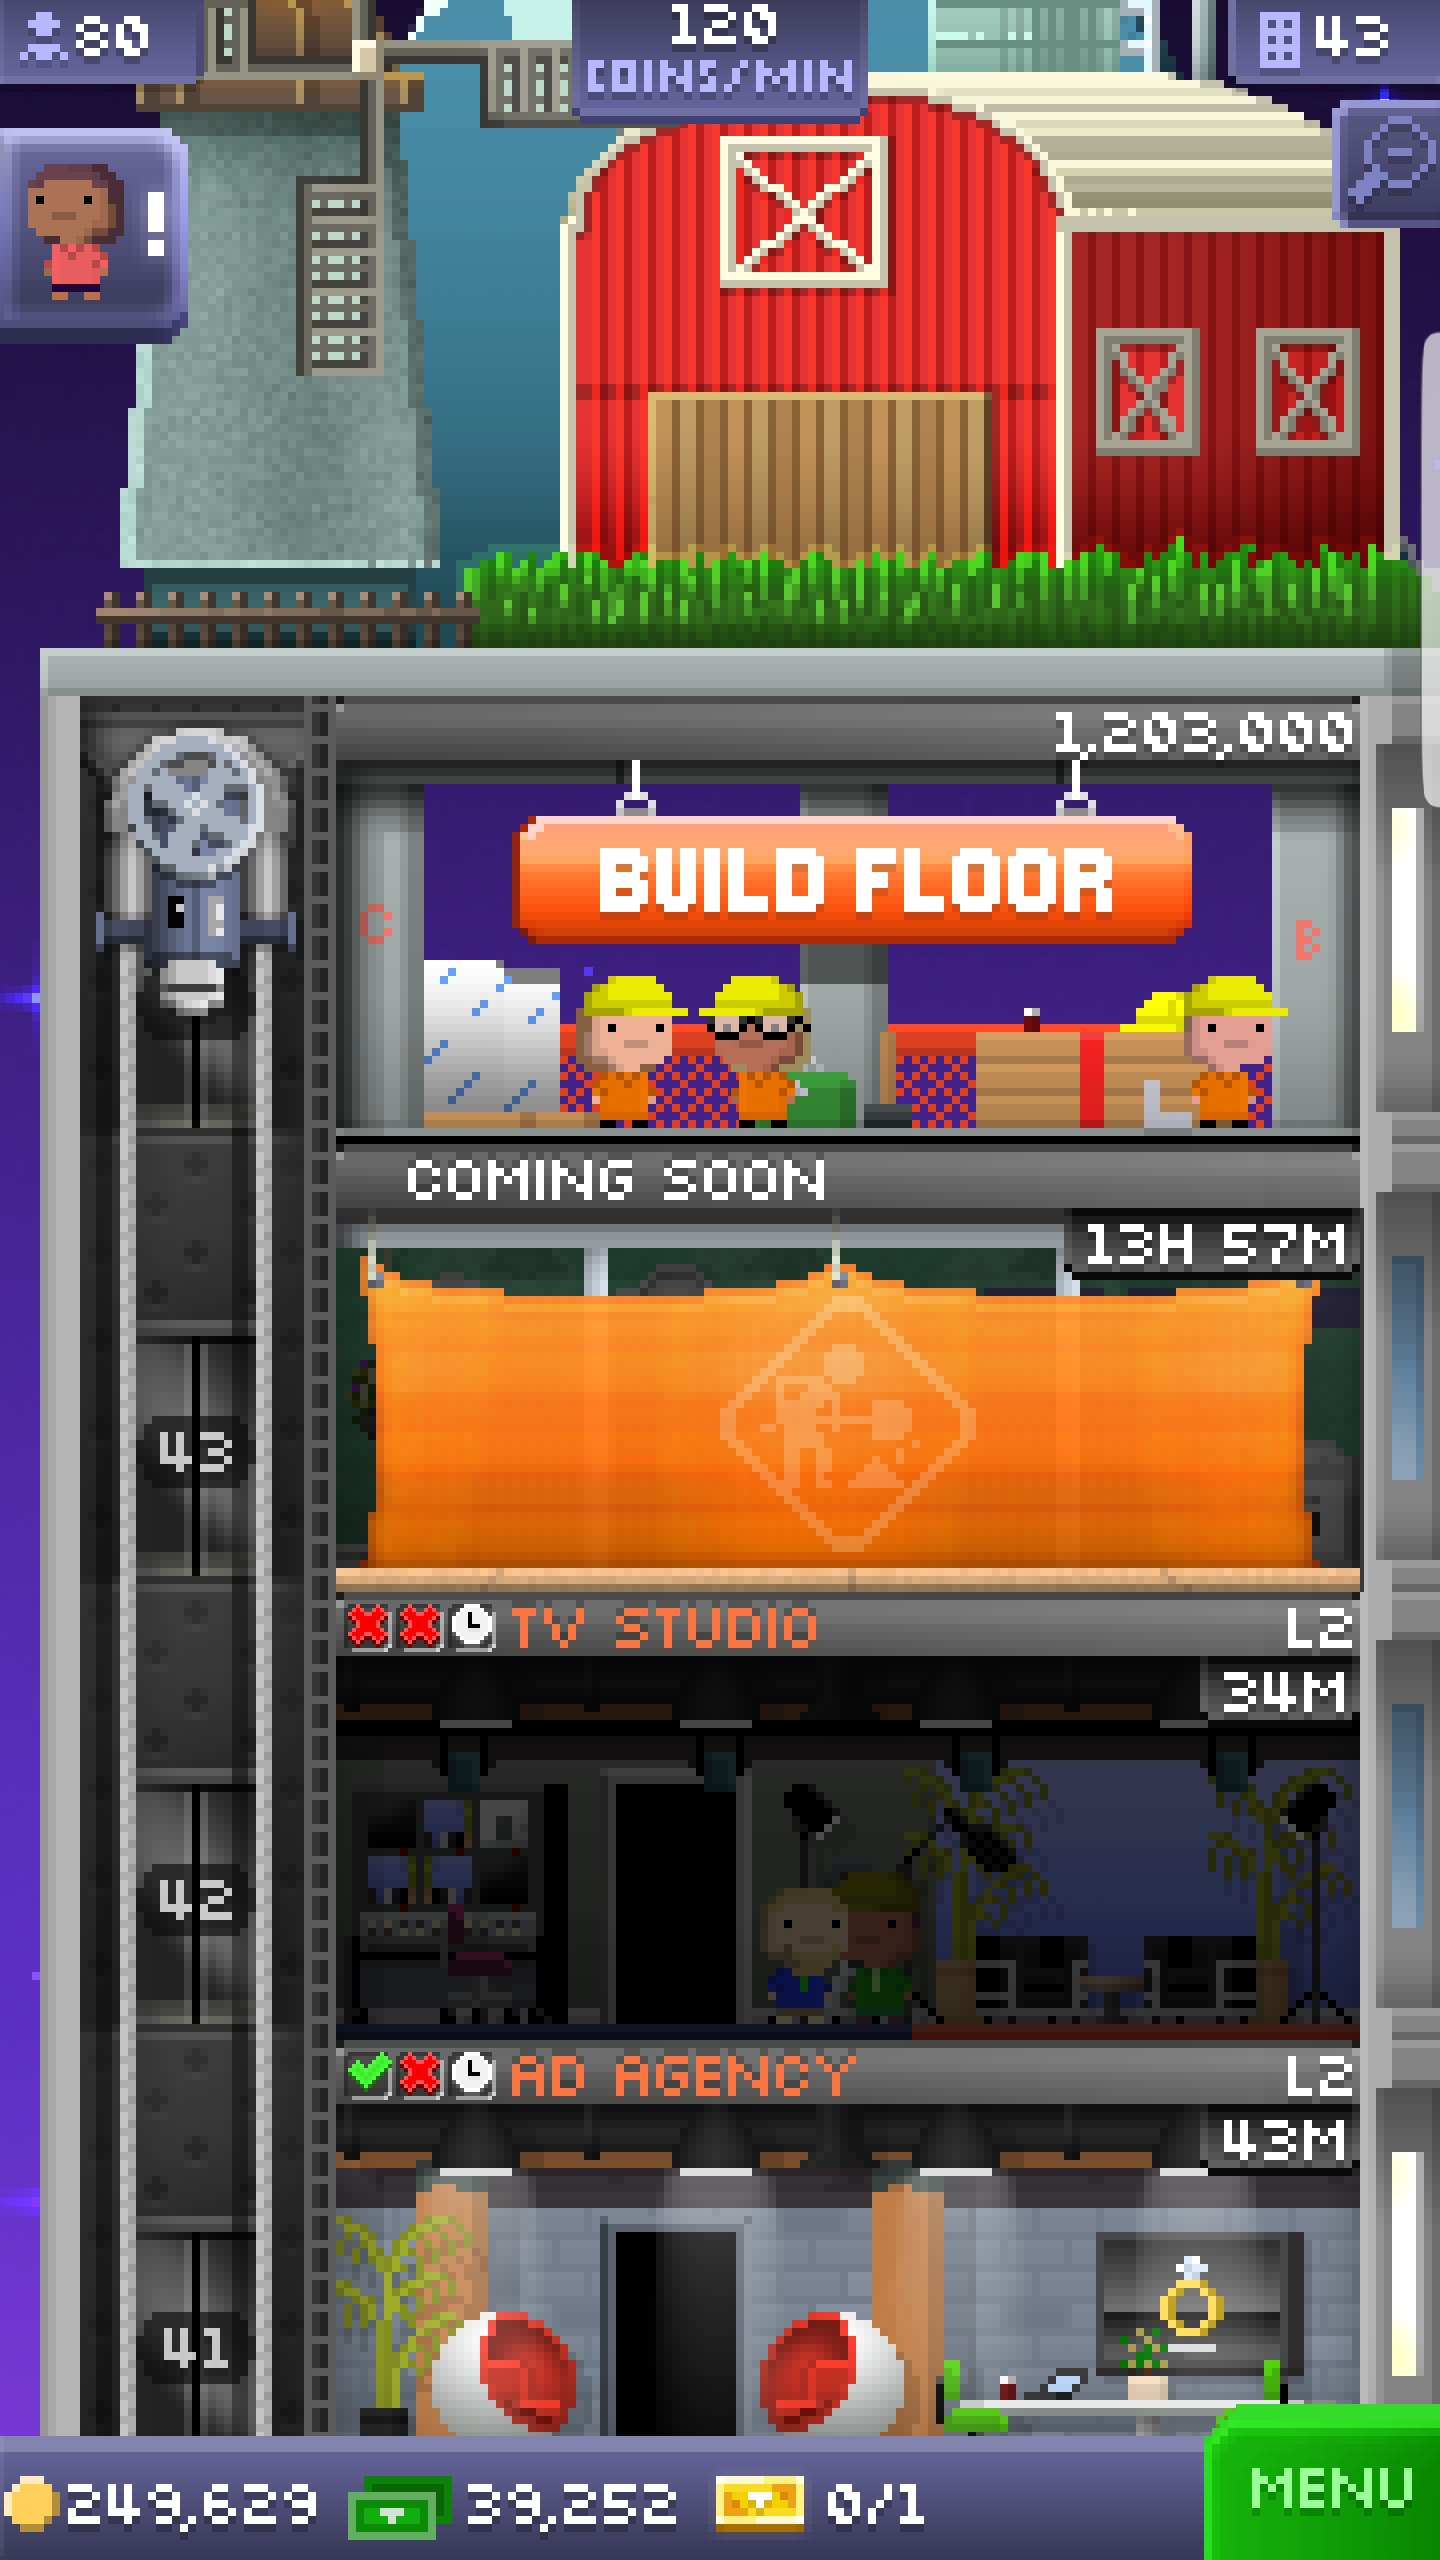 80
120
COINS/MIN
43
!
1,203,000
BUILD FLOOR
C
B
COMING SOON
13H 57M
43
TV STUDIO
L2
34M
42
AD AGENCY
L2
43M
41
249,629
39,252
0/1
MENU